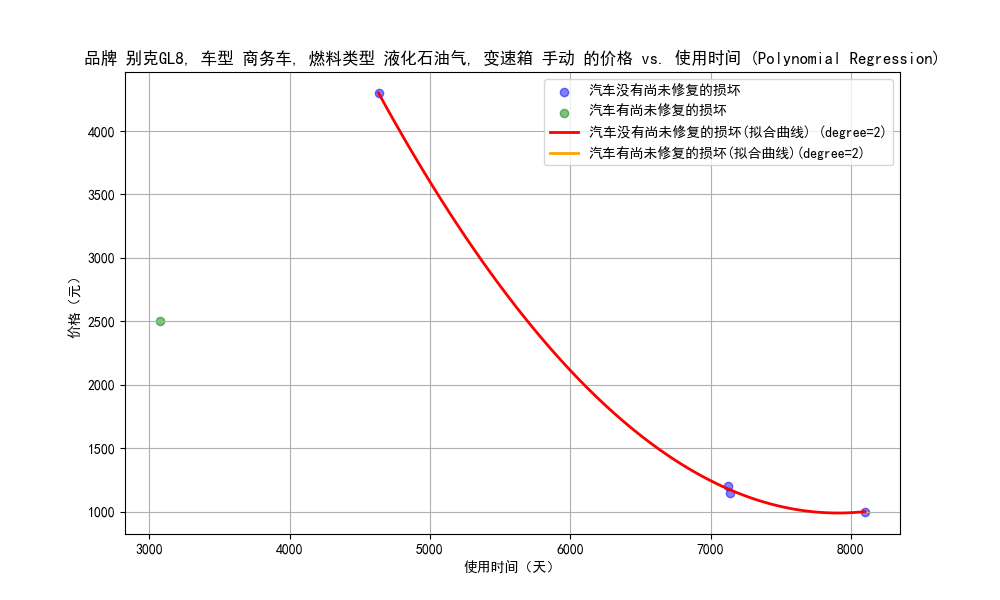 品牌 别克GL8, 车型 商务车, 燃料类型 液化石油气, 变速箱 手动 的价格 vs. 使用时间 (Polynomial Regression)
汽车没有尚未修复的损坏
汽车有尚未修复的损坏
汽车没有尚未修复的损坏(拟合曲线) (degree=2)
汽车有尚未修复的损坏(拟合曲线)(degree=2)
价格（元）
4000
3500
3000
2500
2000
1500
1000
3000 4000 5000 6000 7000 8000
使用时间（天）